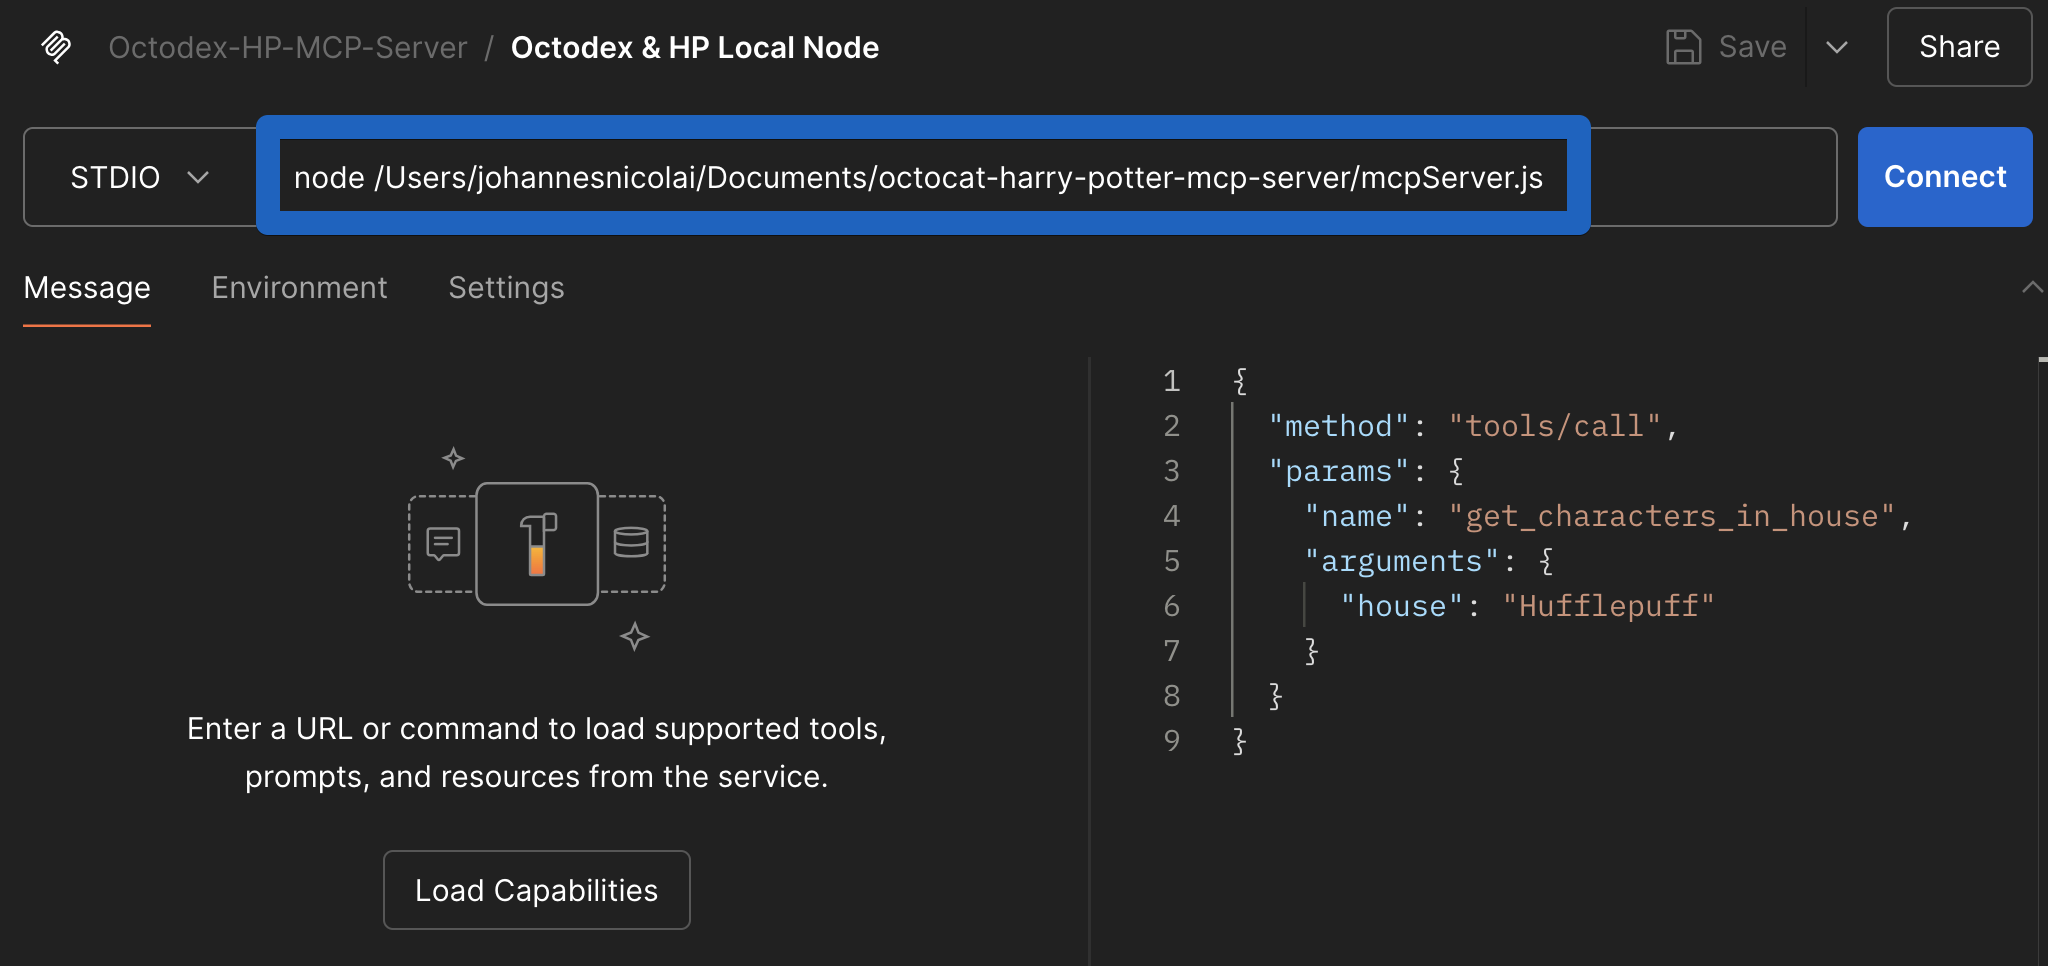 Octodex-HP-MCP-Server / Octodex & HP Local Node
Save
Share
STDIO
node /Users/johannesnicolai/Documents/octocat-harry-potter-mcp-server/mcpServer.js
Connect
Message
Environment
Settings
Enter a URL or command to load supported tools,
prompts, and resources from the service.
Load Capabilities
1 {
2 "method": "tools/call",
3 "params": {
4 "name": "get_characters_in_house",
5 "arguments": {
6 "house": "Hufflepuff"
7 }
8 }
9 }